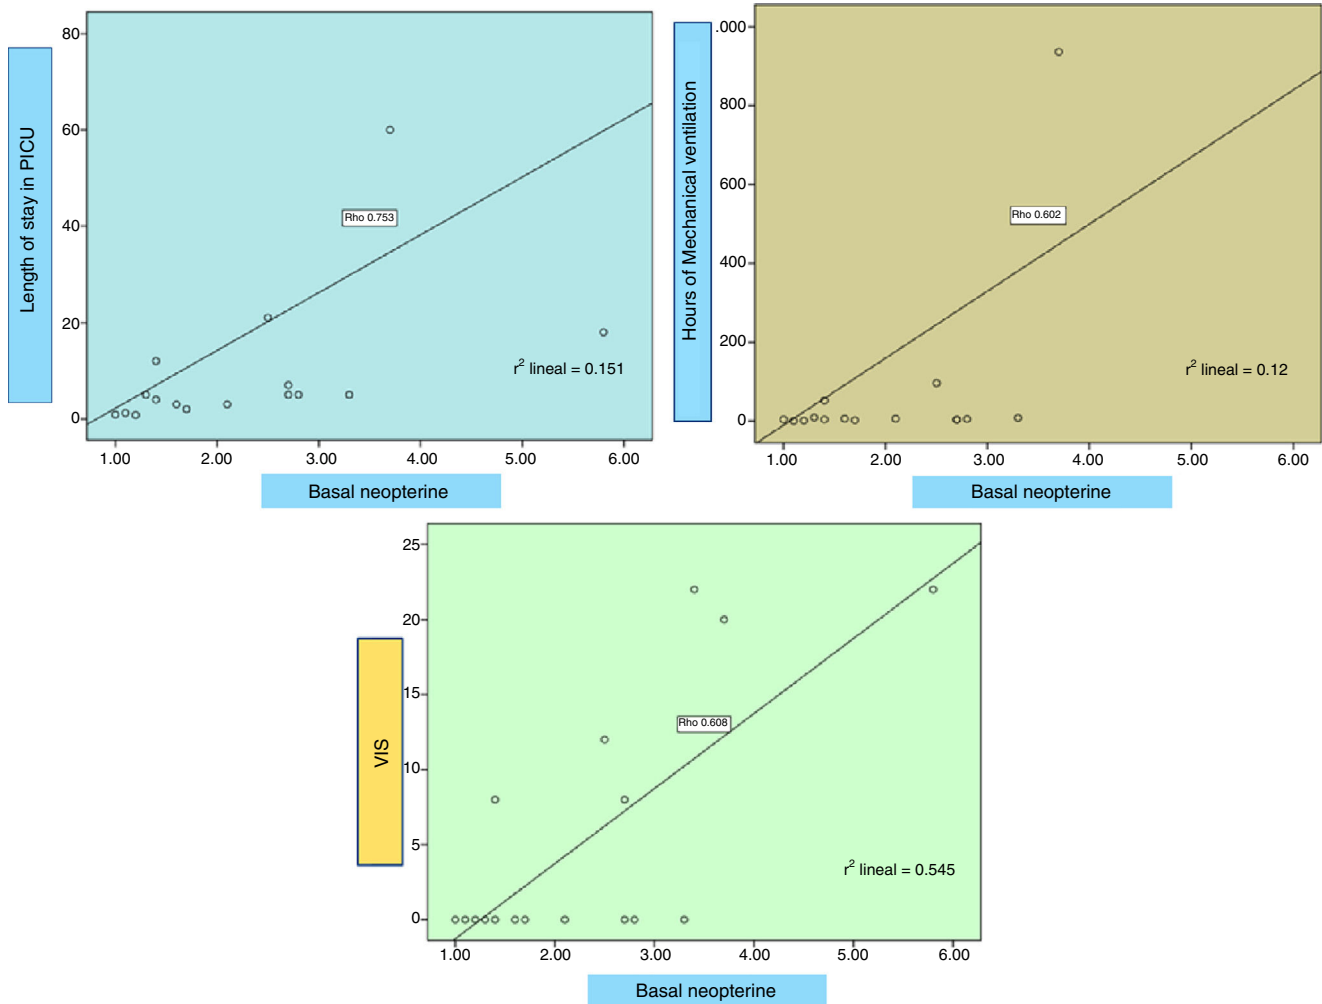 80
60
40
20
0
Length of stay in PICU
Rho 0.753
r² lineal = 0.151
1.00 2.00 3.00 4.00 5.00 6.00
Basal neopterine
.000
800
600
400
200
0
Hours of Mechanical ventilation
Rho 0.602
r² lineal = 0.12
1.00 2.00 3.00 4.00 5.00 6.00
Basal neopterine
25
20
15
10
5
0
VIS
Rho 0.608
r² lineal = 0.545
1.00 2.00 3.00 4.00 5.00 6.00
Basal neopterine